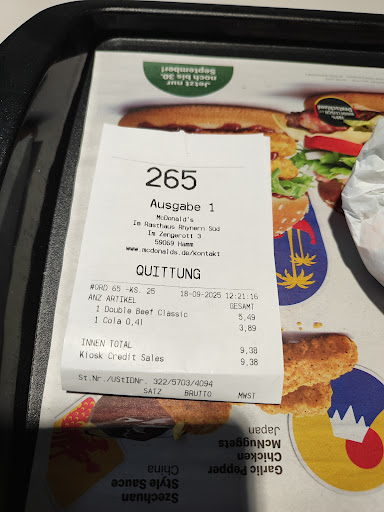 Jetzt nur
noch bis 30.
September!
265
Ausgabe 1
McDonald's
Im Rasthaus Rhynern Süd
Im Zengerott 3
59069 Hamm
www.mcdonalds.de/kontakt
QUITTUNG
#ORD 65 -KS. 25 18-09-2025 12:21:16
ANZ ARTIKEL GESAMT
1 Double Beef Classic 5,49
1 Cola 0,4l 3,89
INNEN TOTAL 9,38
Kiosk Credit Sales 9,38
St.Nr./UStIDNr. 322/5703/4094
SATZ BRUTTO MWST
Garlic Pepper
Chicken
McNuggets
Japan
Szechuan
Style Sauce
China